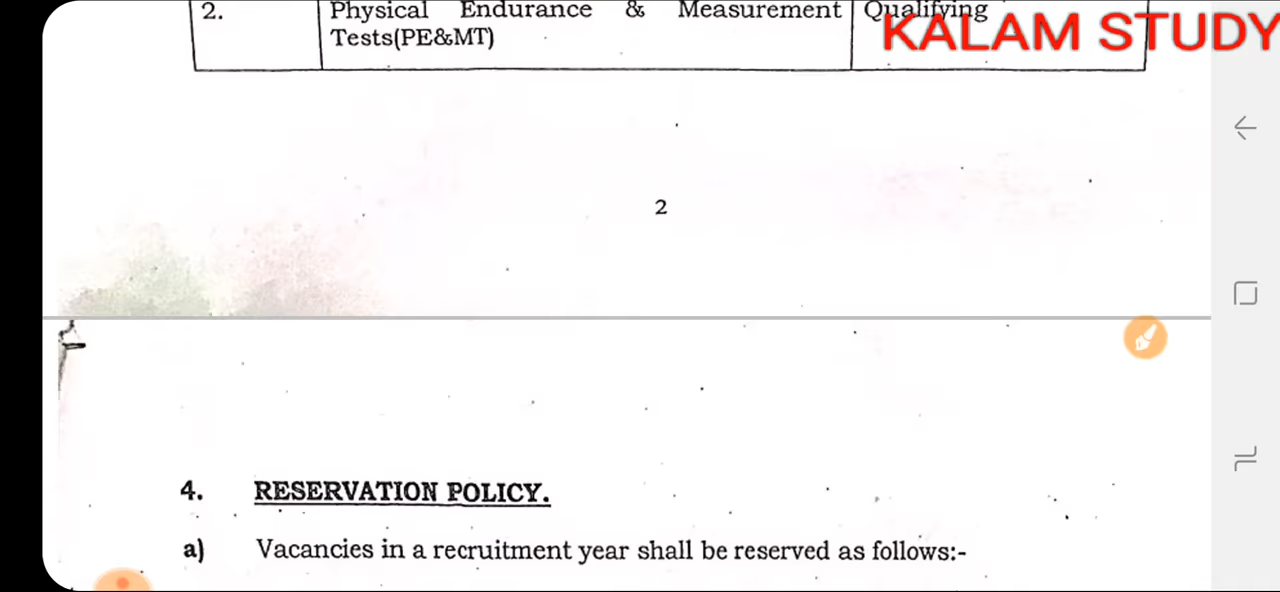 2.
Physical Endurance & Measurement
Tests(PE&MT)
Qualifying
KALAM STUDY
2
4. RESERVATION POLICY.
a) Vacancies in a recruitment year shall be reserved as follows:-